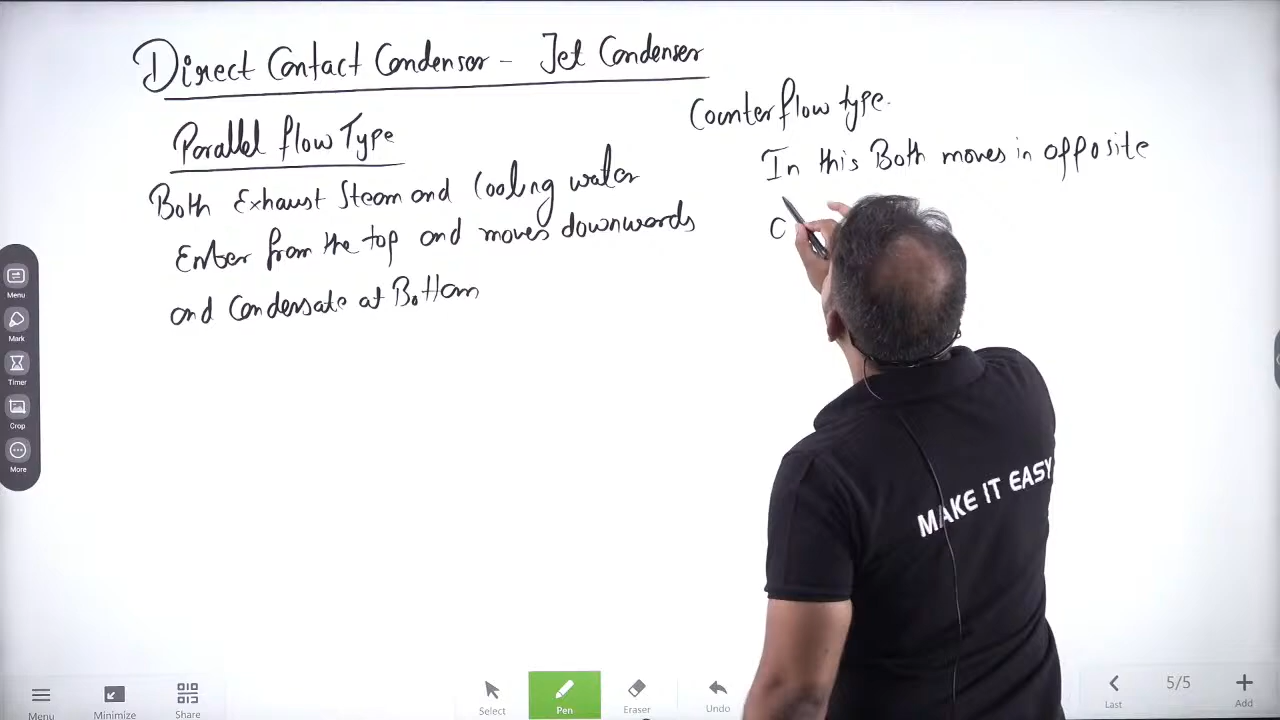 Direct Contact Condensor - Jet Condenser
Parallel flow Type
Both Exhaust Steam and Cooling water
Enter from the top and moves downwards
and Condensate at Bottom
Counterflow type.
In this Both moves in opposite
C
MAKE IT EASY
Menu
Mark
Timer
Crop
More
Menu
Minimize
Share
Select
Pen
Eraser
Undo
Last
5/5
Add